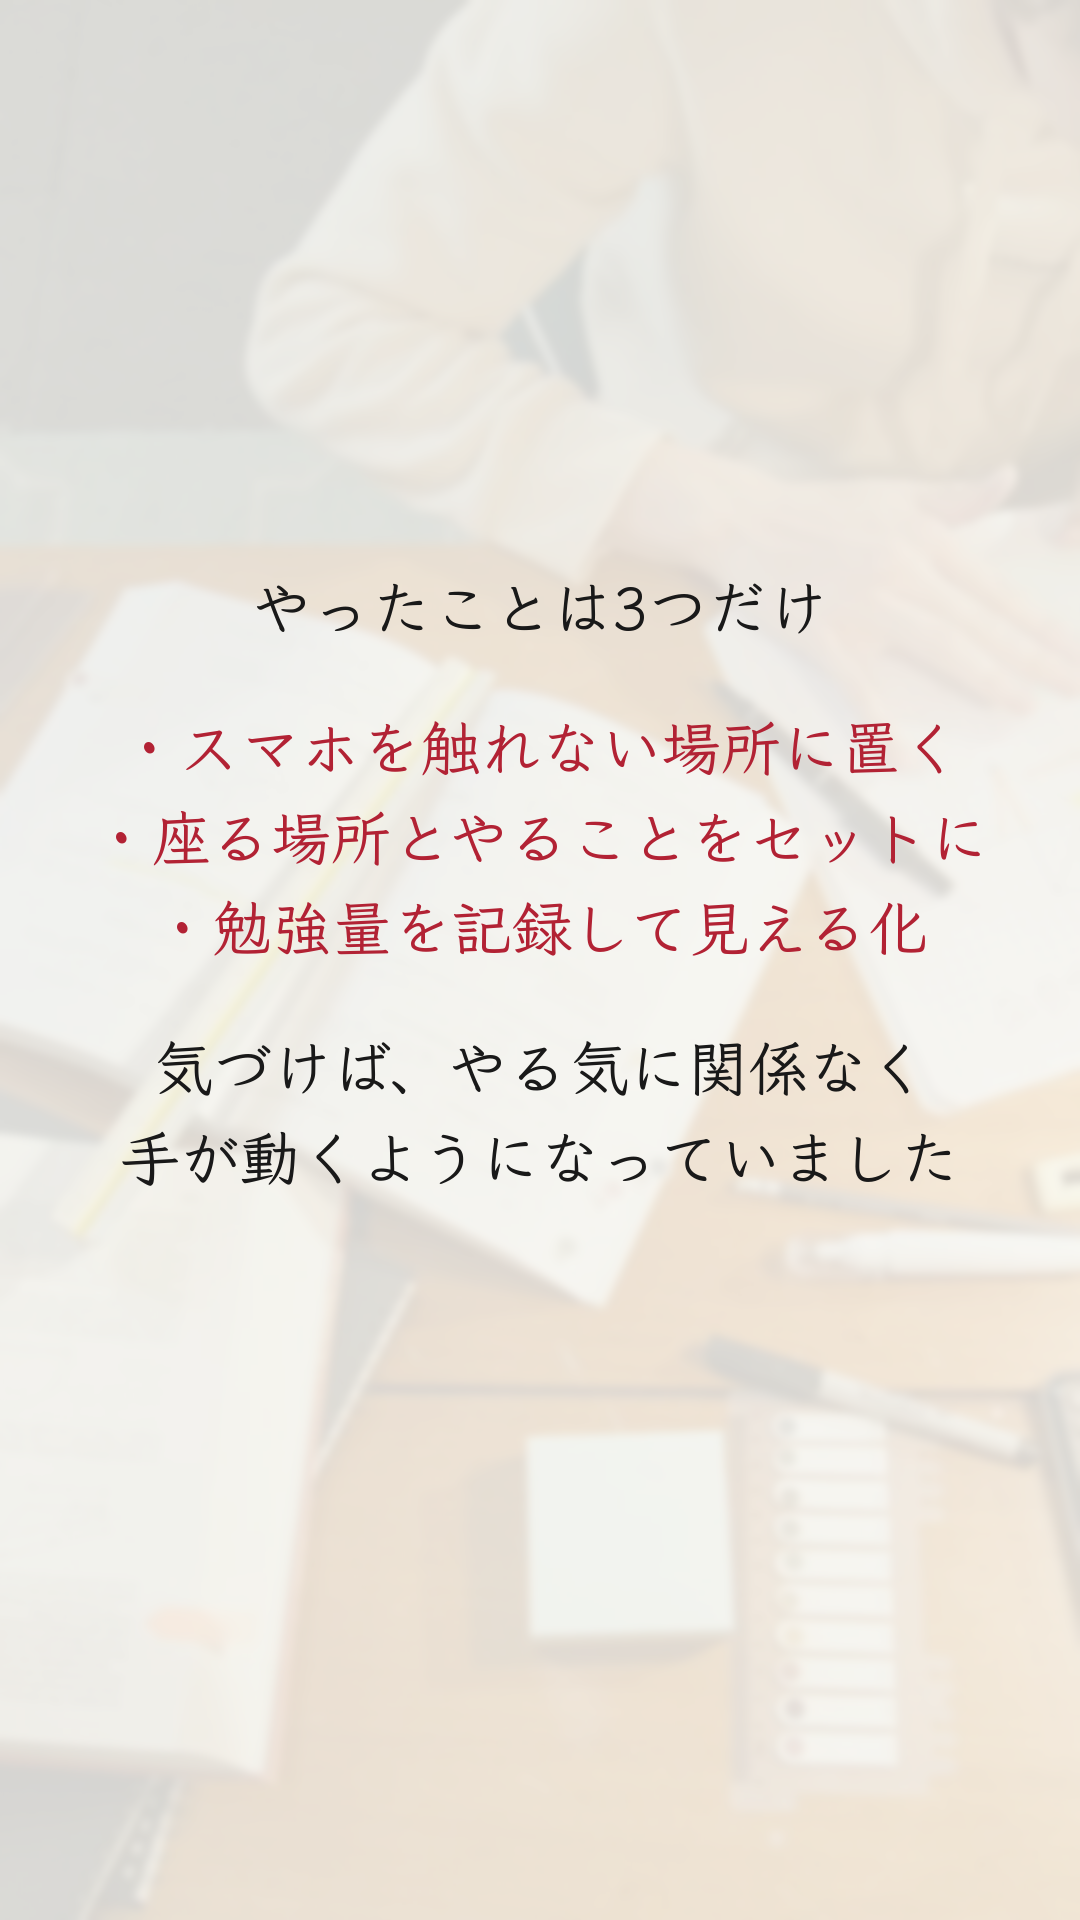 やったことは3つだけ
・スマホを触れない場所に置く
・座る場所とやることをセットに
・勉強量を記録して見える化
気づけば、やる気に関係なく
手が動くようになっていました